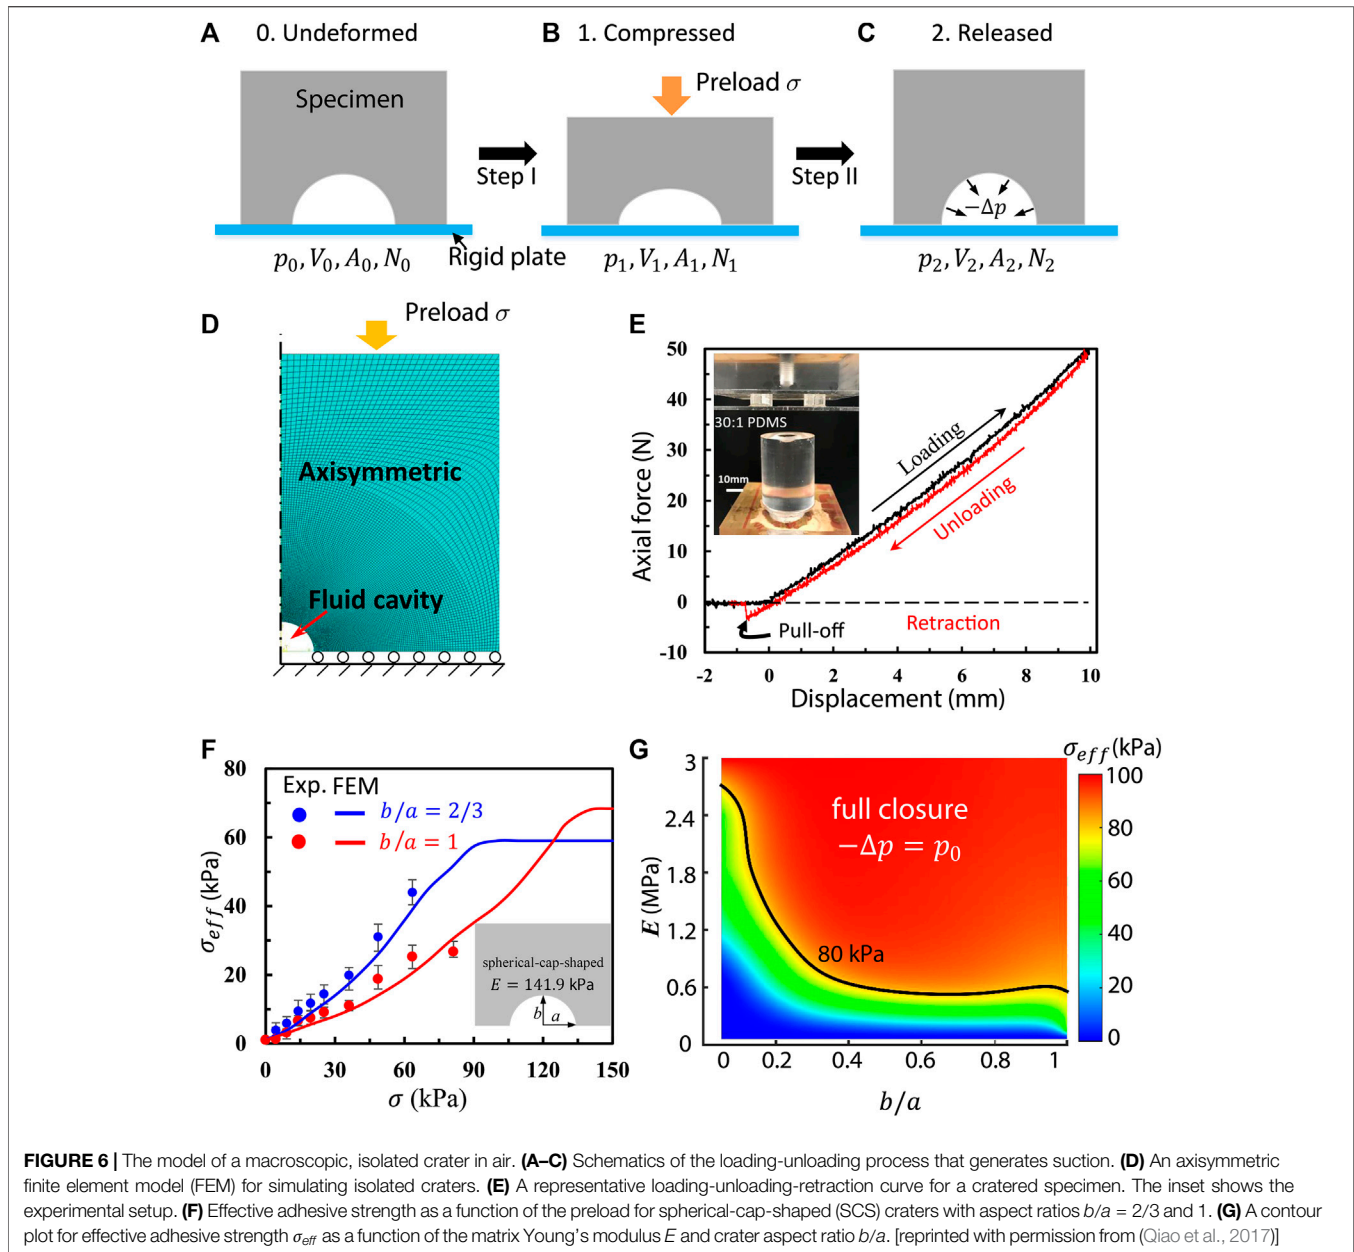 A 0. Undeformed
B 1. Compressed
C 2. Released
Specimen
Preload σ
Step I
Step II
−Δp
Rigid plate
p₀, V₀, A₀, N₀
p₁, V₁, A₁, N₁
p₂, V₂, A₂, N₂
D
Preload σ
Axisymmetric
Fluid cavity
E
50
40
30
20
10
0
-10
Axial force (N)
30:1 PDMS
10mm
Loading
Unloading
Pull-off
Retraction
-2 0 2 4 6 8 10
Displacement (mm)
F
80
60
40
20
0
σeff (kPa)
Exp. FEM
b/a = 2/3
b/a = 1
spherical-cap-shaped
E = 141.9 kPa
b a
0 30 60 90 120 150
σ (kPa)
G
σeff (kPa)
3
2.4
1.8
1.2
0.6
0
E (MPa)
full closure
−Δp = p₀
80 kPa
100
80
60
40
20
0
0 0.2 0.4 0.6 0.8 1
b/a
FIGURE 6 | The model of a macroscopic, isolated crater in air. (A–C) Schematics of the loading-unloading process that generates suction. (D) An axisymmetric
finite element model (FEM) for simulating isolated craters. (E) A representative loading-unloading-retraction curve for a cratered specimen. The inset shows the
experimental setup. (F) Effective adhesive strength as a function of the preload for spherical-cap-shaped (SCS) craters with aspect ratios b/a = 2/3 and 1. (G) A contour
plot for effective adhesive strength σeff as a function of the matrix Young's modulus E and crater aspect ratio b/a. [reprinted with permission from (Qiao et al., 2017)]